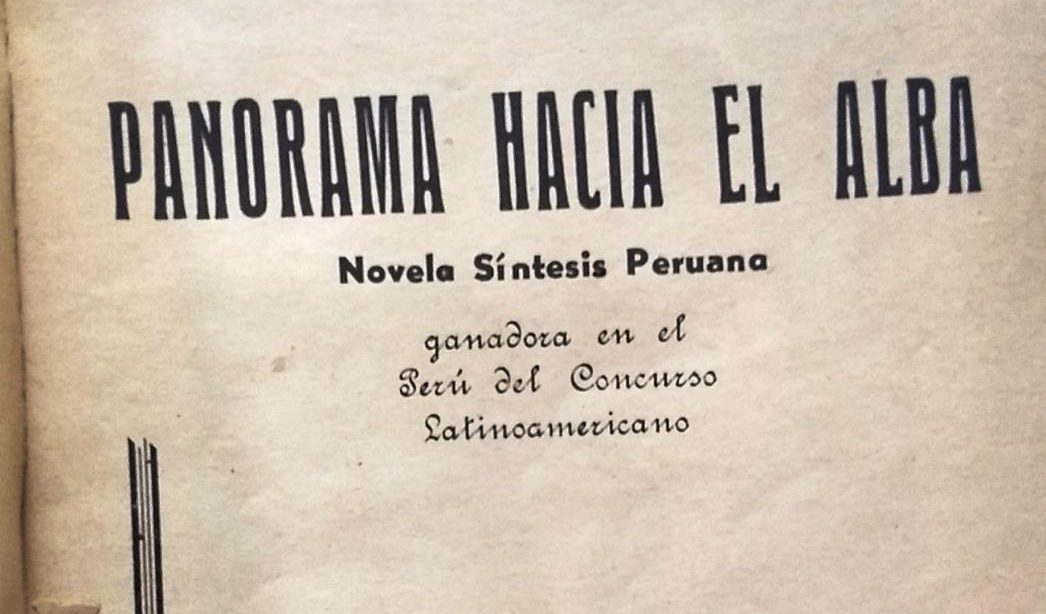 PANORAMA HACIA EL ALBA
Novela Síntesis Peruana
ganadora en el
Perú del Concurso
Latinoamericano